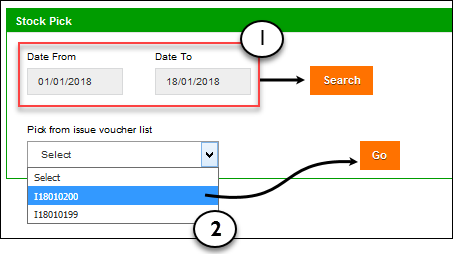 Stock Pick
1
Date From
Date To
01/01/2018
18/01/2018
Search
Pick from issue voucher list
Select
Go
Select
I18010200
I18010199
2